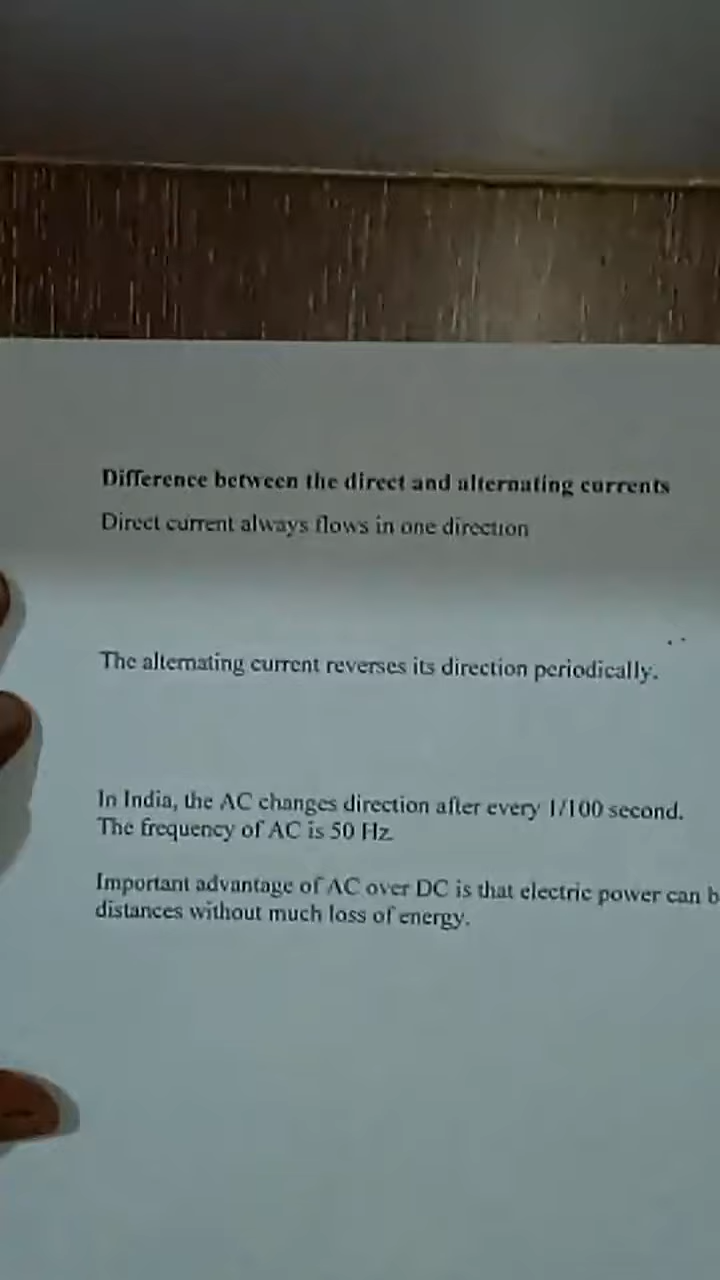 Difference between the direct and alternating currents
Direct current always flows in one direction
The alternating current reverses its direction periodically.
In India, the AC changes direction after every 1/100 second.
The frequency of AC is 50 Hz.
Important advantage of AC over DC is that electric power can
distances without much loss of energy.